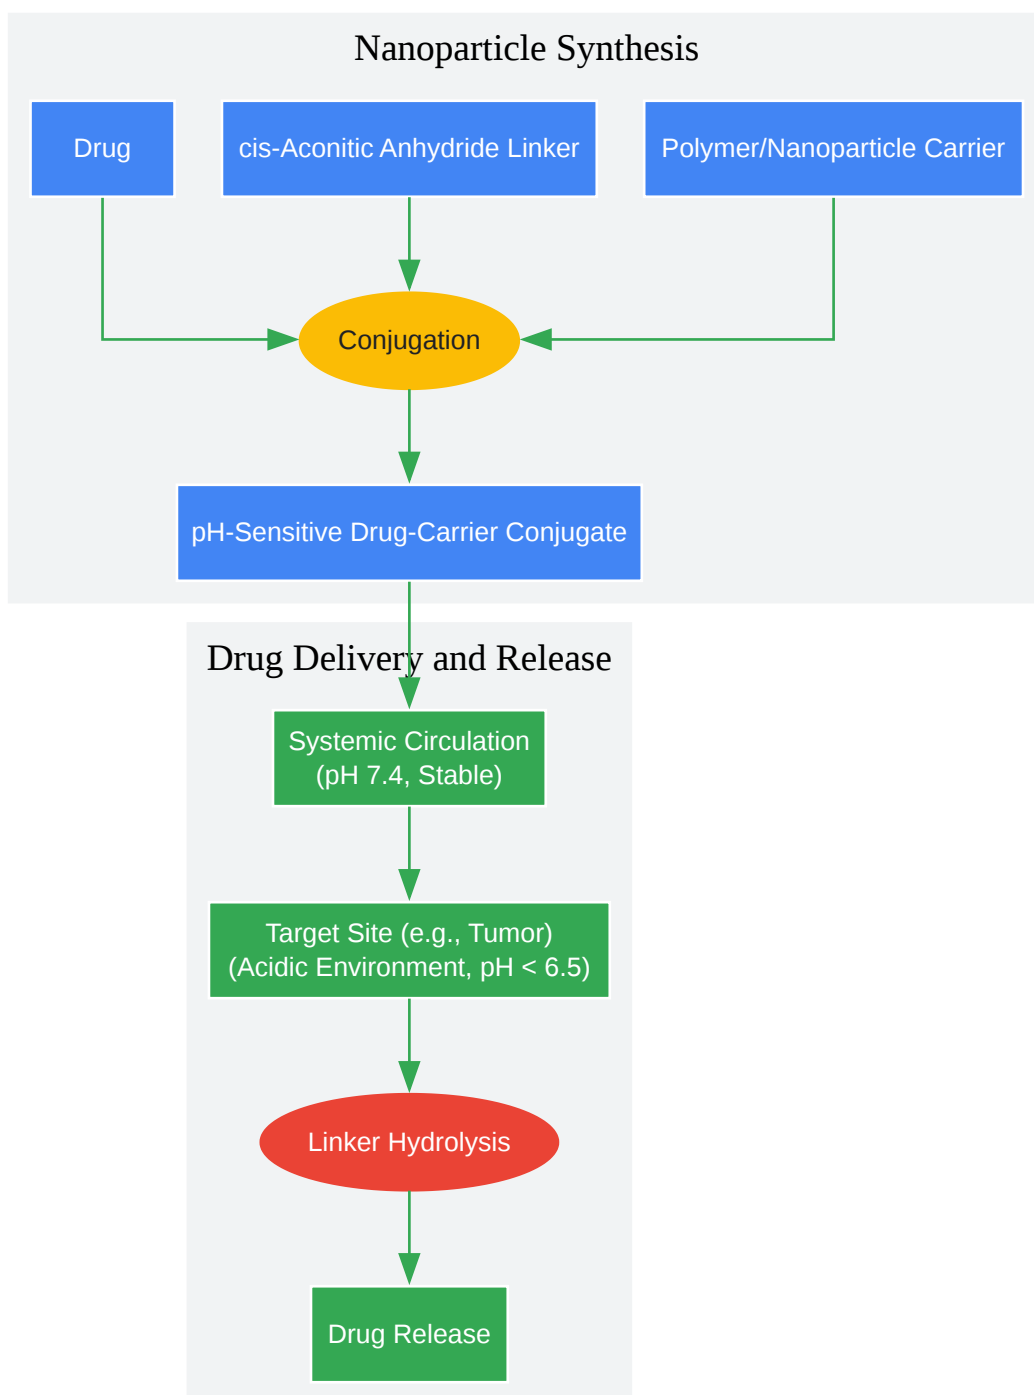 Nanoparticle Synthesis
Drug
cis-Aconitic Anhydride Linker
Polymer/Nanoparticle Carrier
Conjugation
pH-Sensitive Drug-Carrier Conjugate
Drug Delivery and Release
Systemic Circulation
(pH 7.4, Stable)
Target Site (e.g., Tumor)
(Acidic Environment, pH < 6.5)
Linker Hydrolysis
Drug Release